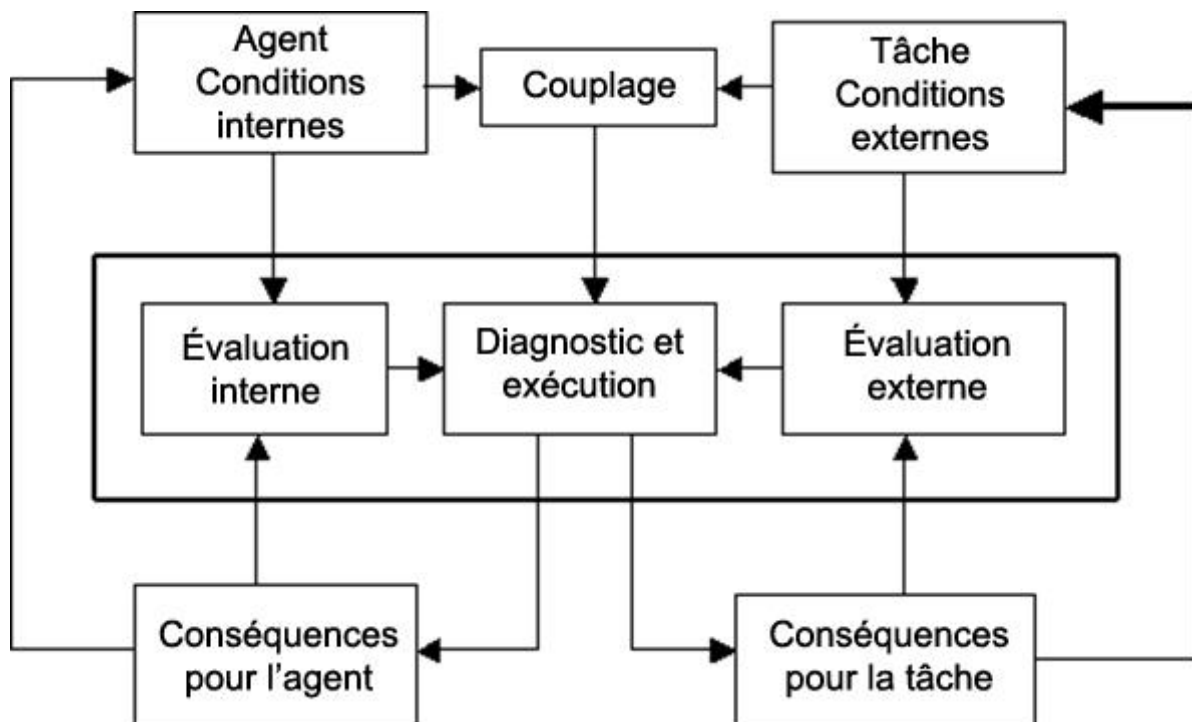 Agent
Conditions
internes
Couplage
Tâche
Conditions
externes
Évaluation
interne
Diagnostic et
exécution
Évaluation
externe
Conséquences
pour l'agent
Conséquences
pour la tâche